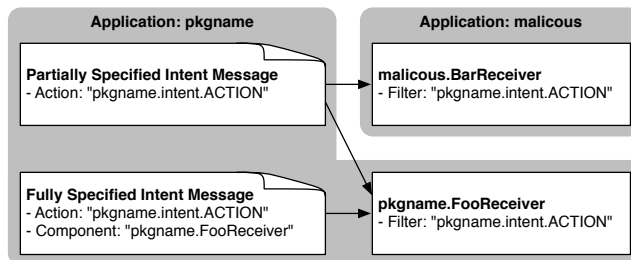 Application: pkgname
Application: malicous
Partially Specified Intent Message
- Action: "pkgname.intent.ACTION"
malicous.BarReceiver
- Filter: "pkgname.intent.ACTION"
Fully Specified Intent Message
- Action: "pkgname.intent.ACTION"
- Component: "pkgname.FooReceiver"
pkgname.FooReceiver
- Filter: "pkgname.intent.ACTION"